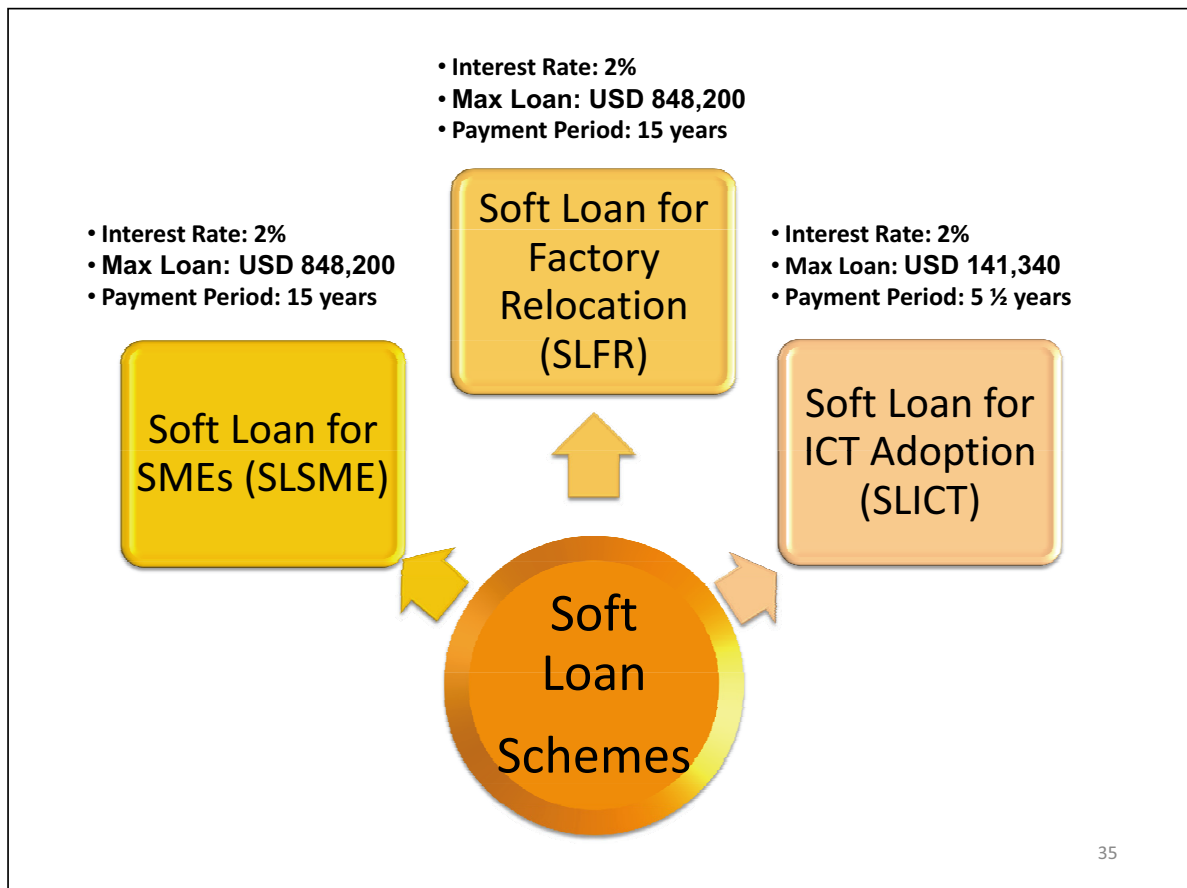 • Interest Rate: 2%
• Max Loan: USD 848,200
• Payment Period: 15 years
Soft Loan for
Factory
Relocation
(SLFR)
• Interest Rate: 2%
• Max Loan: USD 848,200
• Payment Period: 15 years
Soft Loan for
SMEs (SLSME)
• Interest Rate: 2%
• Max Loan: USD 141,340
• Payment Period: 5 ½ years
Soft Loan for
ICT Adoption
(SLICT)
Soft
Loan
Schemes
35